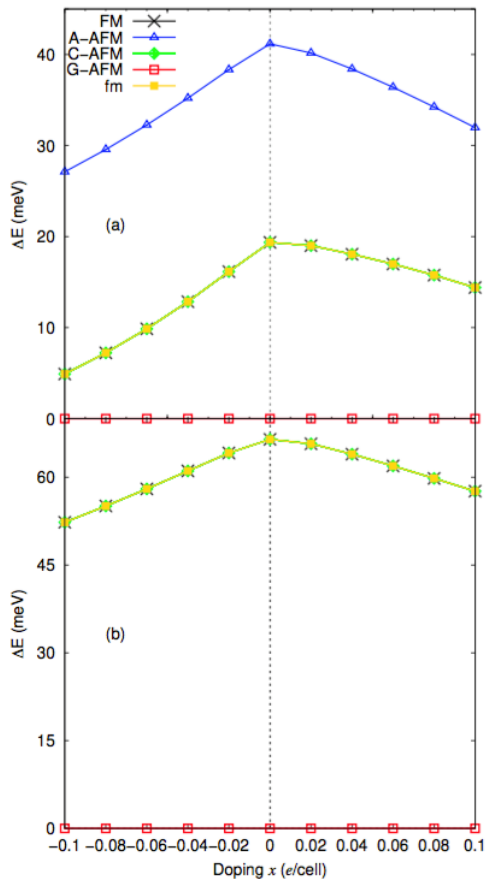 FM
A−AFM
C−AFM
G−AFM
fm
40
30
20
10
0
ΔE (meV)
(a)
60
45
30
15
0
ΔE (meV)
(b)
−0.1 −0.08 −0.06 −0.04 −0.02 0 0.02 0.04 0.06 0.08 0.1
Doping x (e/cell)